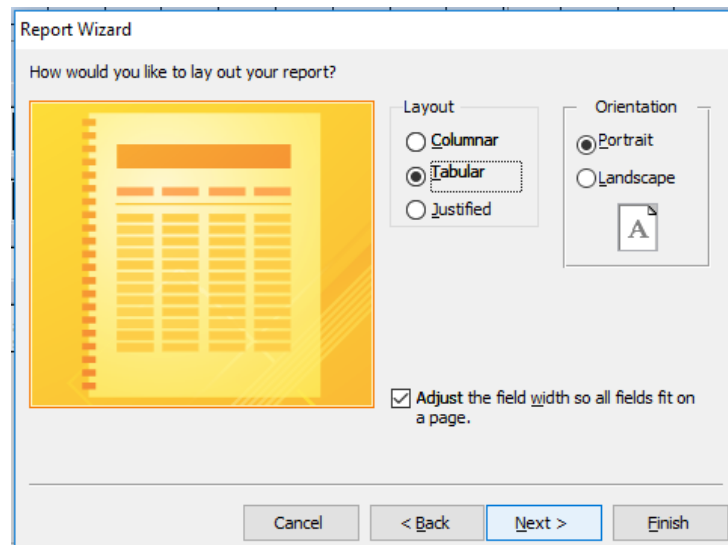 Report Wizard
How would you like to lay out your report?
Layout
Columnar
Tabular
Justified
Orientation
Portrait
Landscape
A
Adjust the field width so all fields fit on
a page.
Cancel
< Back
Next >
Finish